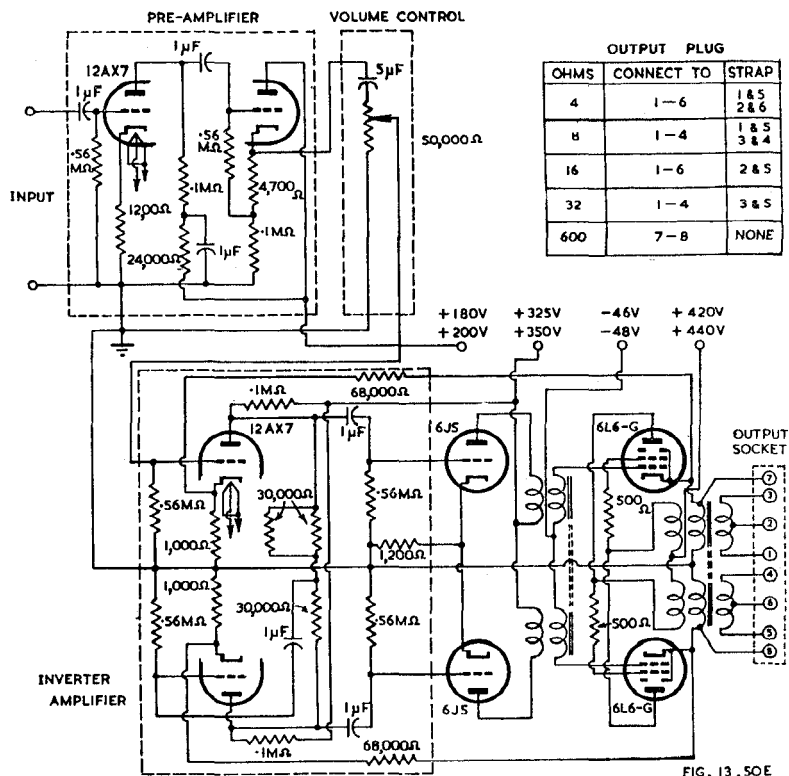 PRE-AMPLIFIER
VOLUME CONTROL
OUTPUT PLUG
OHMS CONNECT TO STRAP
4 1-6 1&5 2&6
8 1-4 1&5 3&4
16 1-6 2&5
32 1-4 3&5
600 7-8 NONE
12AX7
1µF
1µF
5µF
50,000Ω
.56 MΩ
.56 MΩ
INPUT
.1MΩ
4,700Ω
1200Ω
24,000Ω
1µF
.1MΩ
+180V +325V -46V +420V
+200V +350V -48V +440V
68,000Ω
.1MΩ
12AX7
1µF
6J5
6L6-G
OUTPUT SOCKET
7
3
2
1
4
6
5
8
.56MΩ
30,000Ω
.56MΩ
500Ω
1,000Ω
1,200Ω
1,000Ω
30,000Ω
.56MΩ
1µF
.56MΩ
500Ω
INVERTER AMPLIFIER
1µF
6J5
6L6-G
.1MΩ
68,000Ω
FIG. 13.50E